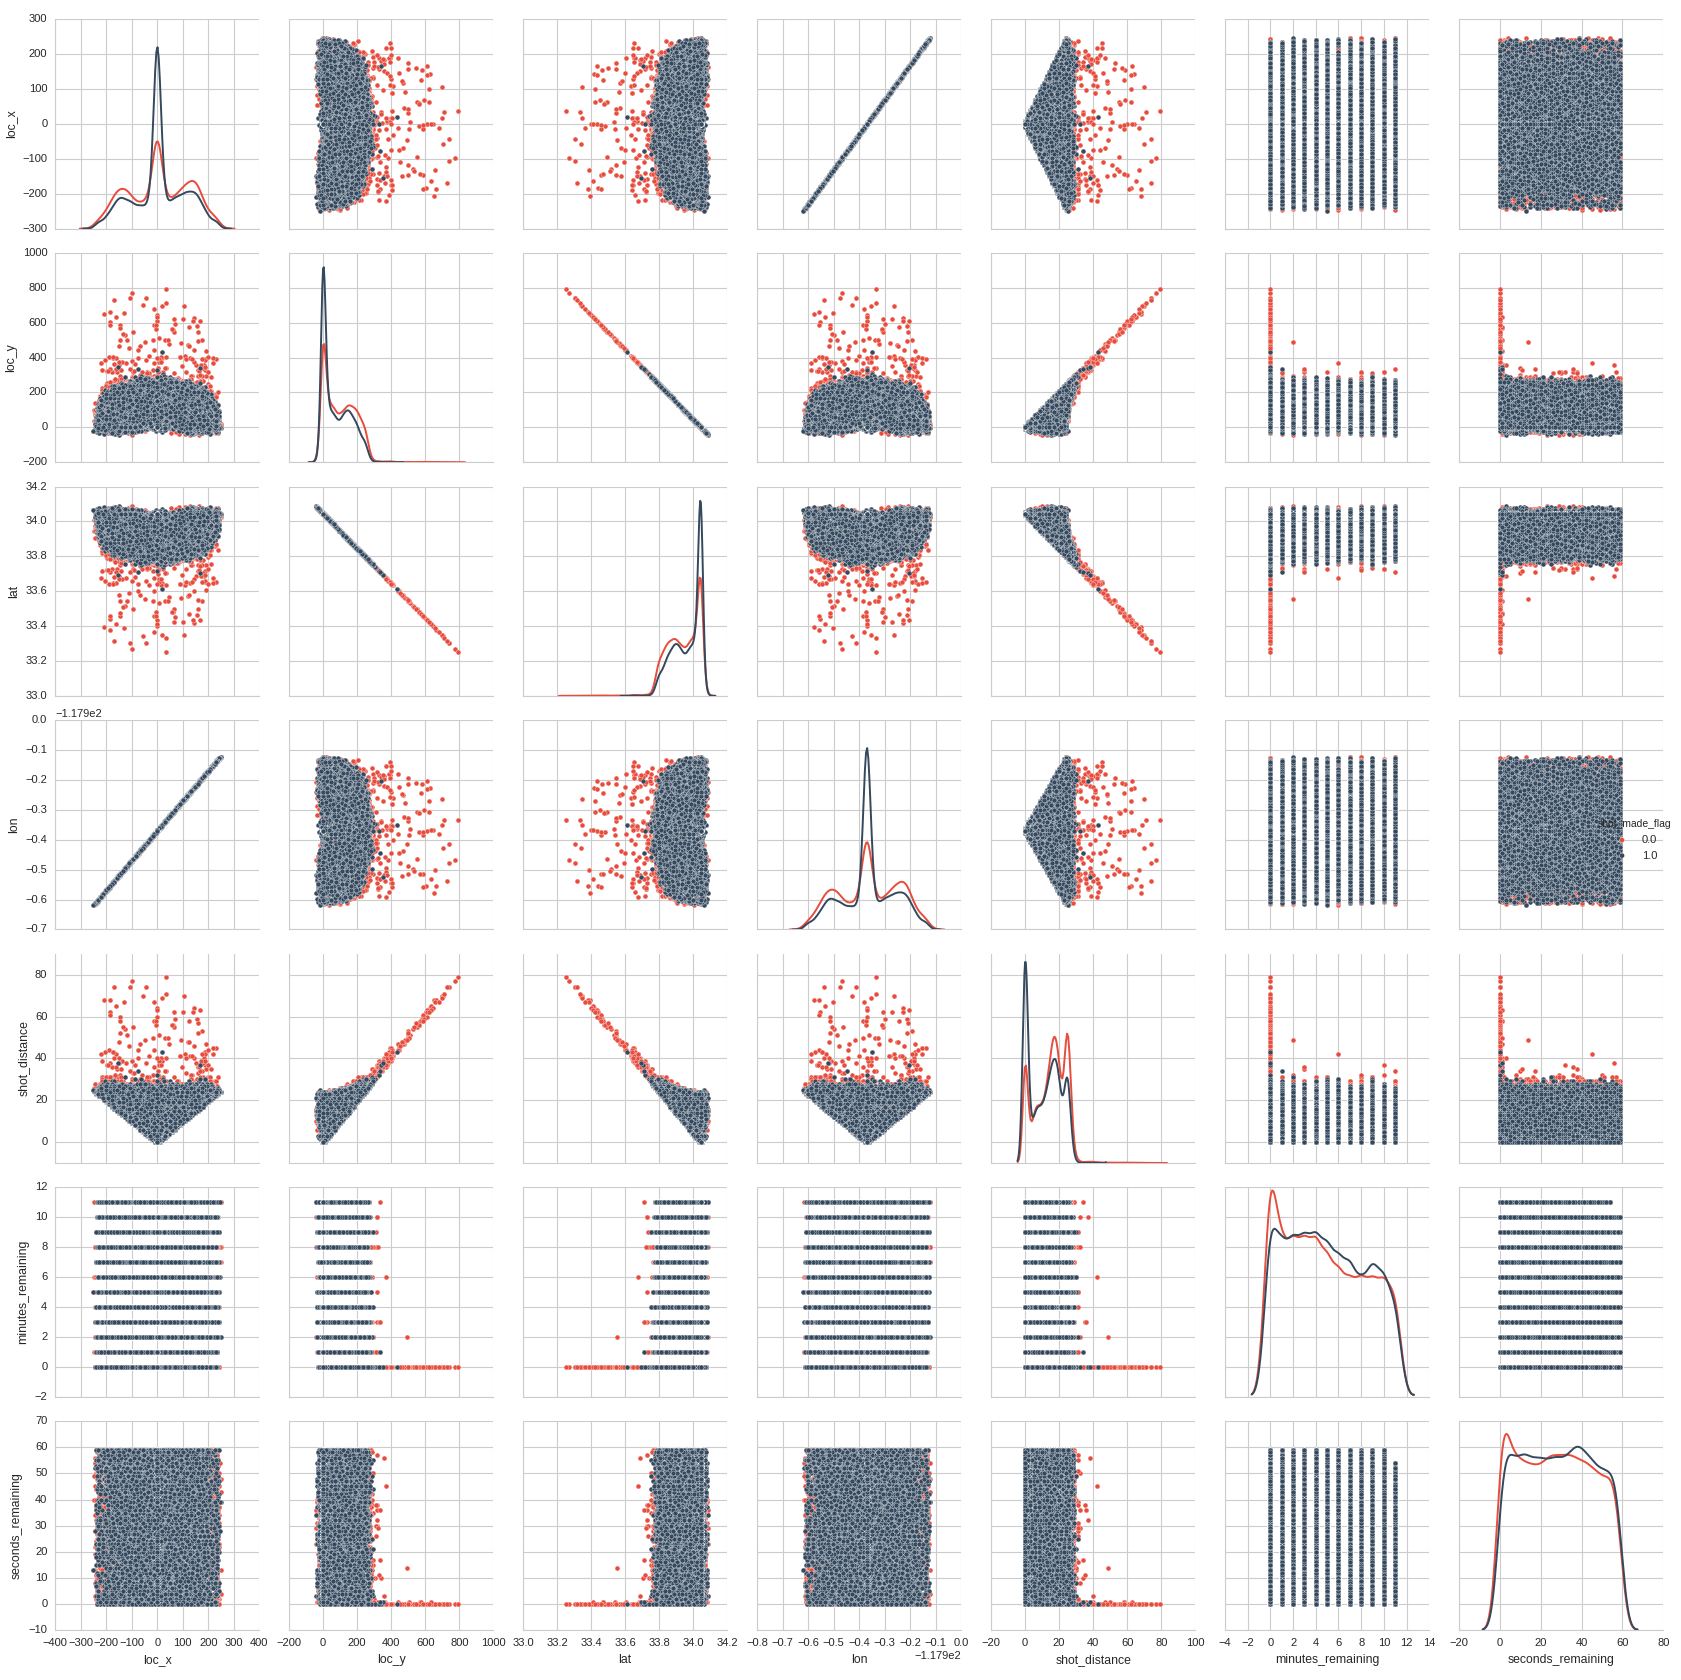 300
200
100
0
−100
−200
−300
loc_x
1000
800
600
400
200
0
−200
loc_y
34.2
34.0
33.8
33.6
33.4
33.2
33.0
lat
−1.179e2
0.0
−0.1
−0.2
−0.3
−0.4
−0.5
−0.6
−0.7
lon
made_flag
0.0
1.0
80
60
40
20
0
shot_distance
12
10
8
6
4
2
0
−2
minutes_remaining
70
60
50
40
30
20
10
0
−10
seconds_remaining
−400 −300 −200 −100 0 100 200 300 400
loc_x
−200 0 200 400 600 800 1000
loc_y
33.0 33.2 33.4 33.6 33.8 34.0 34.2
lat
−0.8 −0.7 −0.6 −0.5 −0.4 −0.3 −0.2 −0.1 0.0
−1.179e2
lon
−20 0 20 40 60 80 100
shot_distance
−4 −2 0 2 4 6 8 10 12 14
minutes_remaining
−20 0 20 40 60 80
seconds_remaining